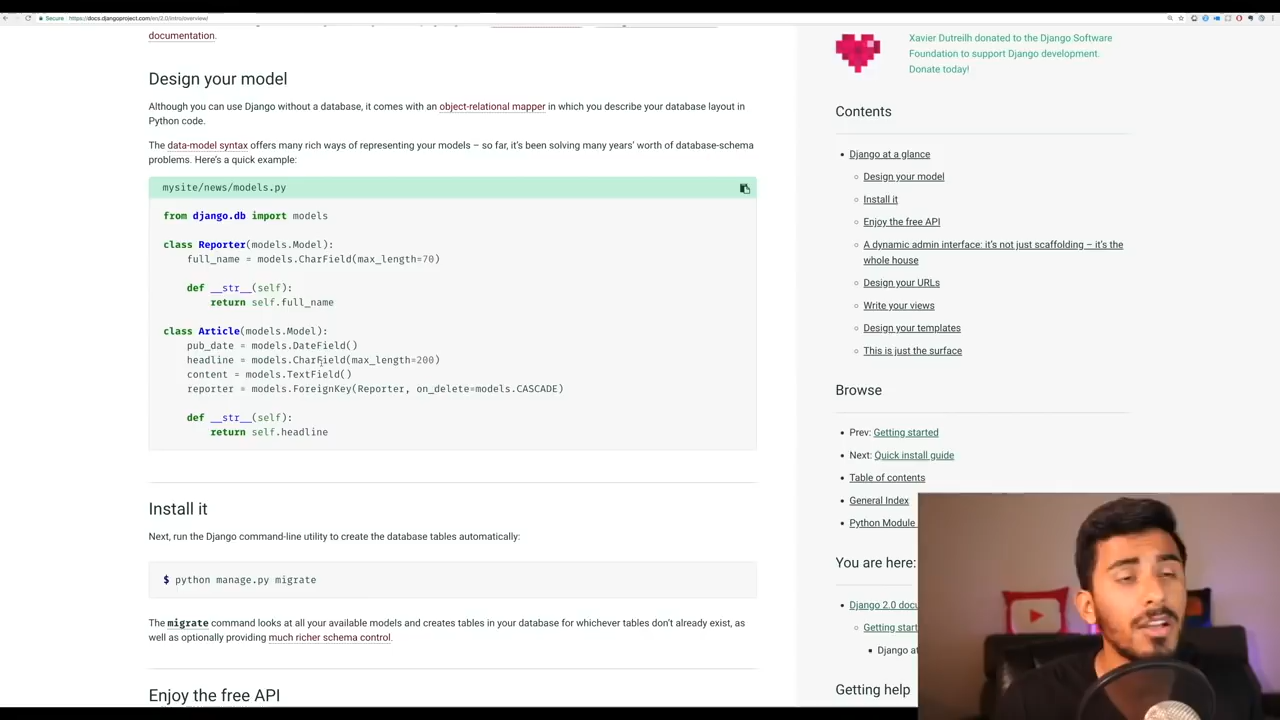 Secure https://docs.djangoproject.com/en/2.0/intro/overview/
documentation.
Design your model
Although you can use Django without a database, it comes with an object-relational mapper in which you describe your database layout in
Python code.
The data-model syntax offers many rich ways of representing your models – so far, it's been solving many years' worth of database-schema
problems. Here's a quick example:
mysite/news/models.py
from django.db import models
class Reporter(models.Model):
full_name = models.CharField(max_length=70)
def __str__(self):
return self.full_name
class Article(models.Model):
pub_date = models.DateField()
headline = models.CharField(max_length=200)
content = models.TextField()
reporter = models.ForeignKey(Reporter, on_delete=models.CASCADE)
def __str__(self):
return self.headline
Install it
Next, run the Django command-line utility to create the database tables automatically:
$ python manage.py migrate
The migrate command looks at all your available models and creates tables in your database for whichever tables don't already exist, as
well as optionally providing much richer schema control.
Enjoy the free API
Xavier Dutreilh donated to the Django Software
Foundation to support Django development.
Donate today!
Contents
Django at a glance
Design your model
Install it
Enjoy the free API
A dynamic admin interface: it's not just scaffolding – it's the
whole house
Design your URLs
Write your views
Design your templates
This is just the surface
Browse
Prev: Getting started
Next: Quick install guide
Table of contents
General Index
Python Module
You are here:
Django 2.0 docu
Getting start
Django at
Getting help